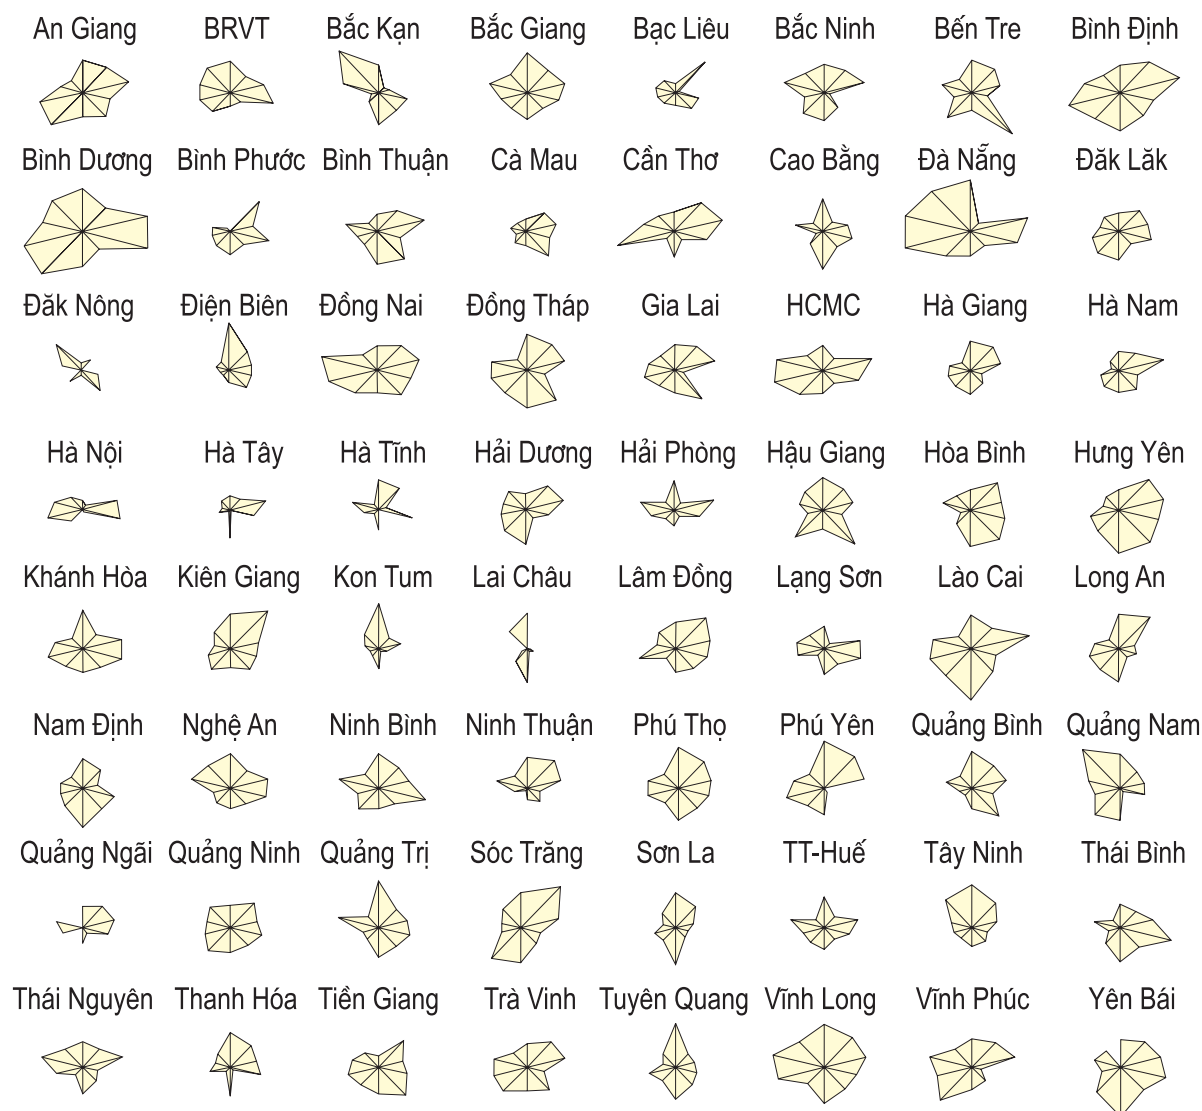 An Giang BRVT Bắc Kạn Bắc Giang Bạc Liêu Bắc Ninh Bến Tre Bình Định
Bình Dương Bình Phước Bình Thuận Cà Mau Cần Thơ Cao Bằng Đà Nẵng Đăk Lăk
Đăk Nông Điện Biên Đồng Nai Đồng Tháp Gia Lai HCMC Hà Giang Hà Nam
Hà Nội Hà Tây Hà Tĩnh Hải Dương Hải Phòng Hậu Giang Hòa Bình Hưng Yên
Khánh Hòa Kiên Giang Kon Tum Lai Châu Lâm Đồng Lạng Sơn Lào Cai Long An
Nam Định Nghệ An Ninh Bình Ninh Thuận Phú Thọ Phú Yên Quảng Bình Quảng Nam
Quảng Ngãi Quảng Ninh Quảng Trị Sóc Trăng Sơn La TT-Huế Tây Ninh Thái Bình
Thái Nguyên Thanh Hóa Tiền Giang Trà Vinh Tuyên Quang Vĩnh Long Vĩnh Phúc Yên Bái